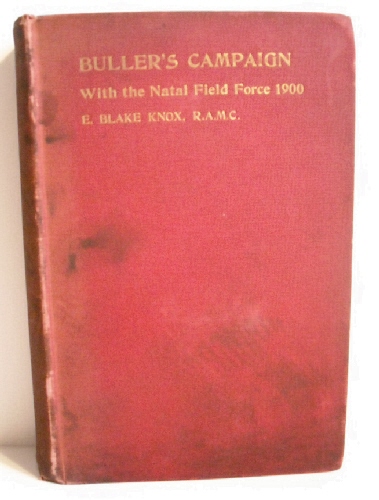 BULLER'S CAMPAIGN
With the Natal Field Force 1900
E. BLAKE KNOX, R.A.M.C.